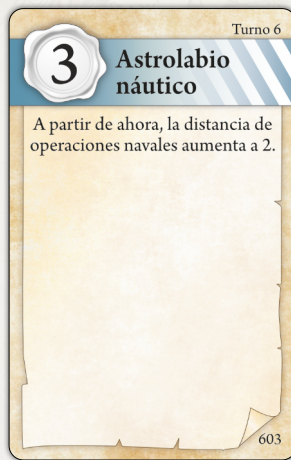 Turno 6
3
Astrolabio
náutico
A partir de ahora, la distancia de
operaciones navales aumenta a 2.
603